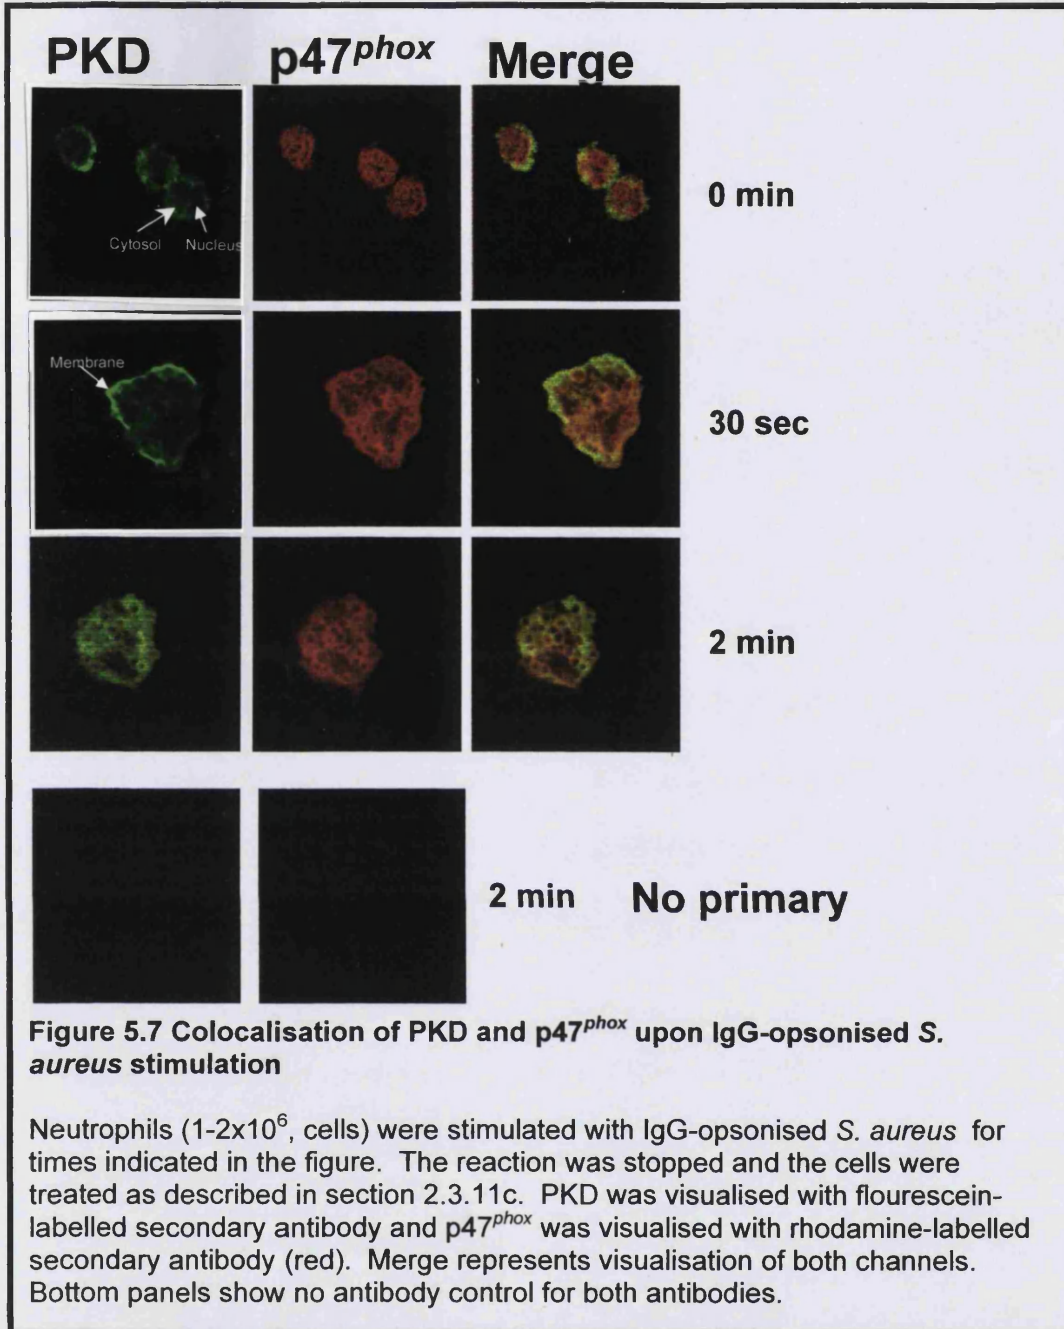 PKD p47phox Merge
Cytosol Nucleus
0 min
Membrane
30 sec
2 min
2 min No primary
Figure 5.7 Colocalisation of PKD and p47phox upon IgG-opsonised S.
aureus stimulation
Neutrophils (1-2x10⁶, cells) were stimulated with IgG-opsonised S. aureus for
times indicated in the figure. The reaction was stopped and the cells were
treated as described in section 2.3.11c. PKD was visualised with flourescein-
labelled secondary antibody and p47phox was visualised with rhodamine-labelled
secondary antibody (red). Merge represents visualisation of both channels.
Bottom panels show no antibody control for both antibodies.